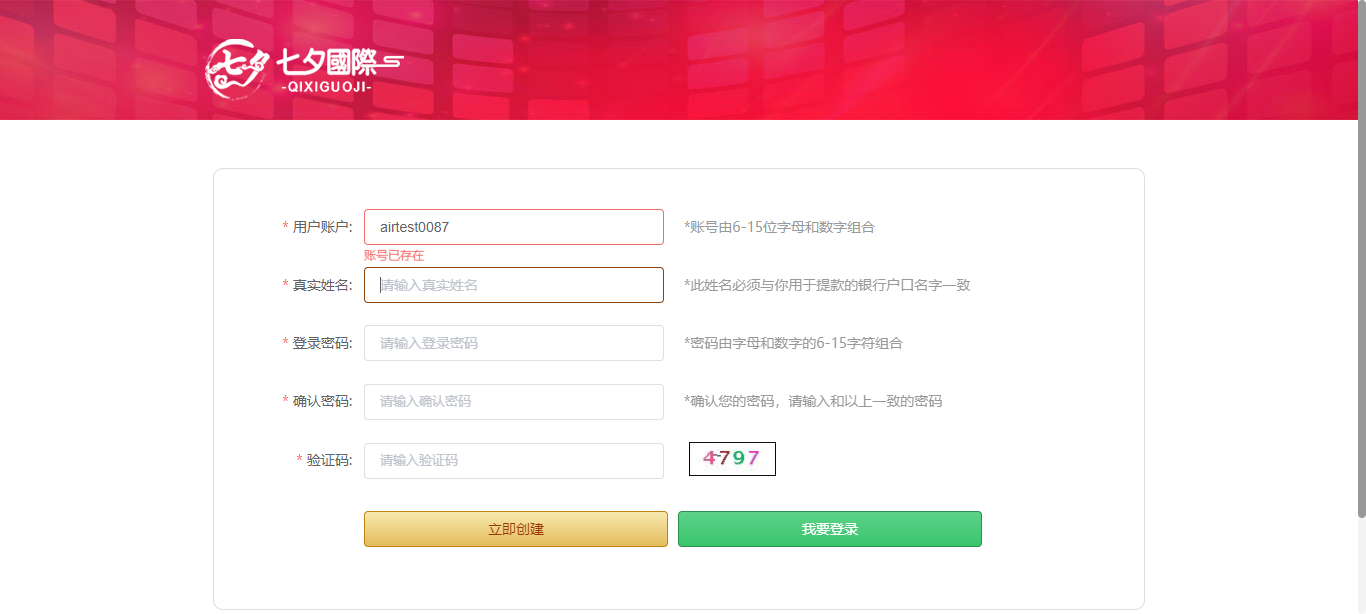 七夕 七夕國際
-QIXIGUOJI-
* 用户账户: airtest0087 *账号由6-15位字母和数字组合
账号已存在
* 真实姓名: 请输入真实姓名 *此姓名必须与你用于提款的银行户口名字一致
* 登录密码: 请输入登录密码 *密码由字母和数字的6-15字符组合
* 确认密码: 请输入确认密码 *确认您的密码，请输入和以上一致的密码
* 验证码: 请输入验证码 4797
立即创建 我要登录